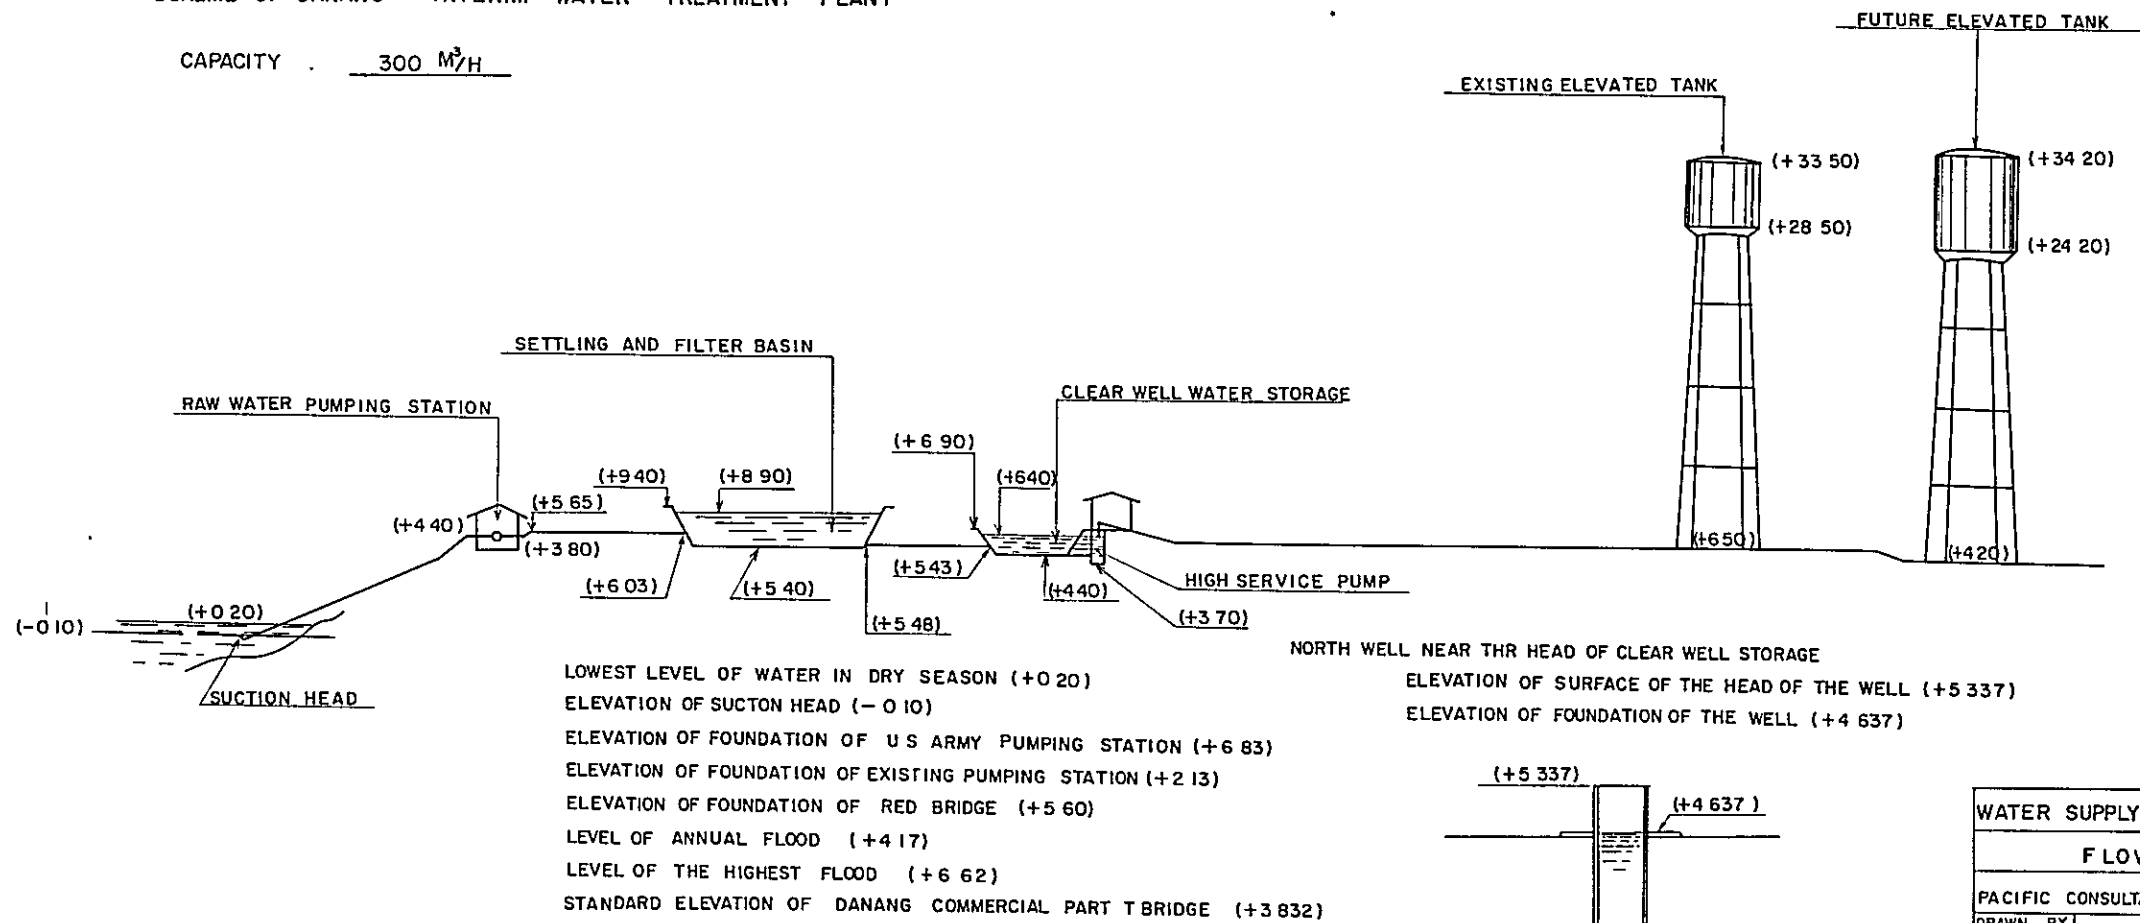 WATER TREATMENT PLANT
CAPACITY . 300 M³/H
FUTURE ELEVATED TANK
EXISTING ELEVATED TANK
(+33 50)
(+34 20)
(+28 50)
(+24 20)
SETTLING AND FILTER BASIN
RAW WATER PUMPING STATION
CLEAR WELL WATER STORAGE
(+6 90)
(+9 40)
(+8 90)
(+640)
(+5 65)
(+4 40)
(+3 80)
(+6 50)
(+4 20)
(+5 43)
(+6 03)
(+5 40)
(+4 40)
HIGH SERVICE PUMP
(+0 20)
(-0 10)
(+5 48)
(+3 70)
SUCTION HEAD
LOWEST LEVEL OF WATER IN DRY SEASON (+0 20)
ELEVATION OF SUCTON HEAD (- 0 10)
ELEVATION OF FOUNDATION OF U S ARMY PUMPING STATION (+6 83)
ELEVATION OF FOUNDATION OF EXISTING PUMPING STATION (+2 13)
ELEVATION OF FOUNDATION OF RED BRIDGE (+5 60)
LEVEL OF ANNUAL FLOOD (+4 17)
LEVEL OF THE HIGHEST FLOOD (+6 62)
STANDARD ELEVATION OF DANANG COMMERCIAL PART T BRIDGE (+3 832)
NORTH WELL NEAR THR HEAD OF CLEAR WELL STORAGE
ELEVATION OF SURFACE OF THE HEAD OF THE WELL (+5 337)
ELEVATION OF FOUNDATION OF THE WELL (+4 637)
(+5 337)
(+4 637)
WATER SUPPLY
FLOW
PACIFIC CONSULTA
DRAWN BY